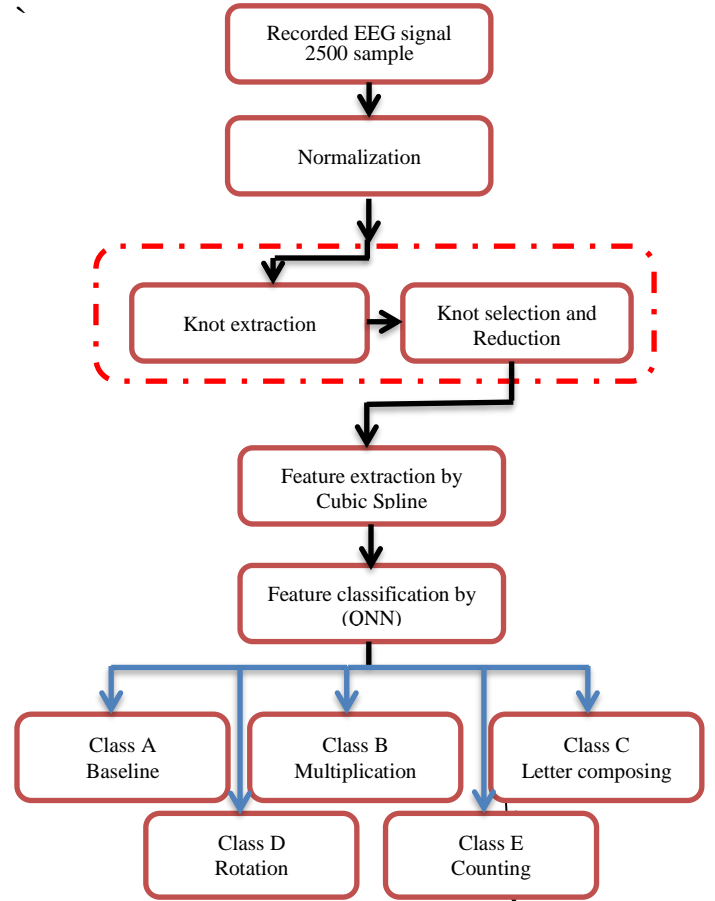 `
Recorded EEG signal
2500 sample
Normalization
Knot extraction
Knot selection and
Reduction
Feature extraction by
Cubic Spline
Feature classification by
(ONN)
Class A
Baseline
Class B
Multiplication
Class C
Letter composing
Class D
Rotation
Class E
Counting